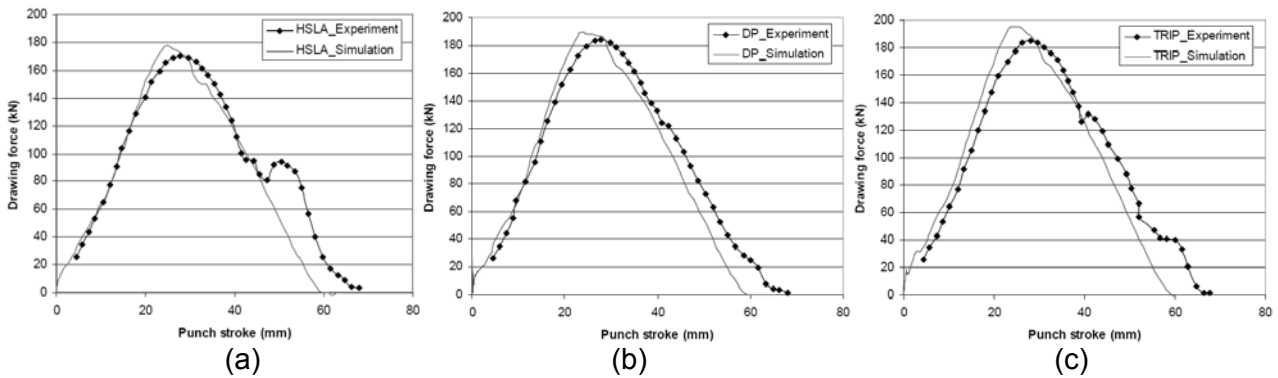 200
180
160
140
120
100
80
60
40
20
0
Drawing force (kN)
HSLA_Experiment
HSLA_Simulation
0 20 40 60 80
Punch stroke (mm)
(a)
200
180
160
140
120
100
80
60
40
20
0
Drawing force (kN)
DP_Experiment
DP_Simulation
0 20 40 60 80
Punch stroke (mm)
(b)
200
180
160
140
120
100
80
60
40
20
0
Drawing force (kN)
TRIP_Experiment
TRIP_Simulation
0 20 40 60 80
Punch stroke (mm)
(c)